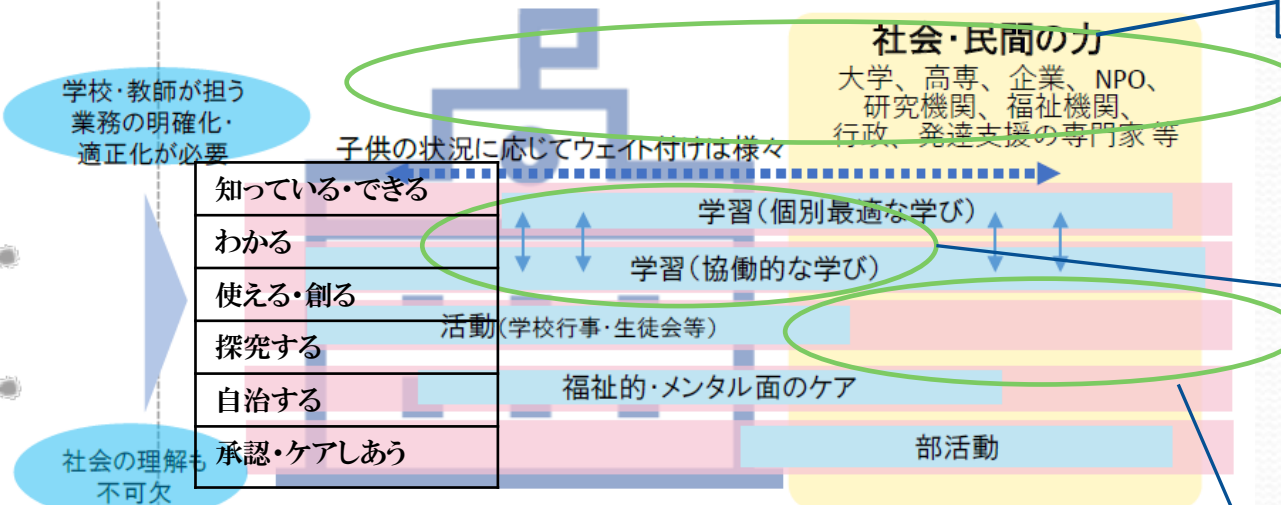 社会・民間の力
大学、高専、企業、NPO、
研究機関、福祉機関、
行政、発達支援の専門家 等
学校・教師が担う
業務の明確化・
適正化が必要
子供の状況に応じてウェイト付けは様々
知っている・できる
学習(個別最適な学び)
わかる
学習(協働的な学び)
使える・創る
活動(学校行事・生徒会等)
探究する
福祉的・メンタル面のケア
自治する
承認・ケアしあう
部活動
社会の理解も
不可欠